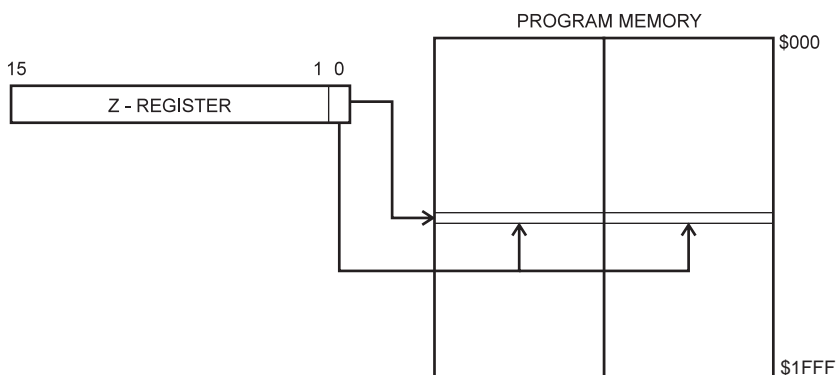 PROGRAM MEMORY
$000
15 1 0
Z - REGISTER
$1FFF